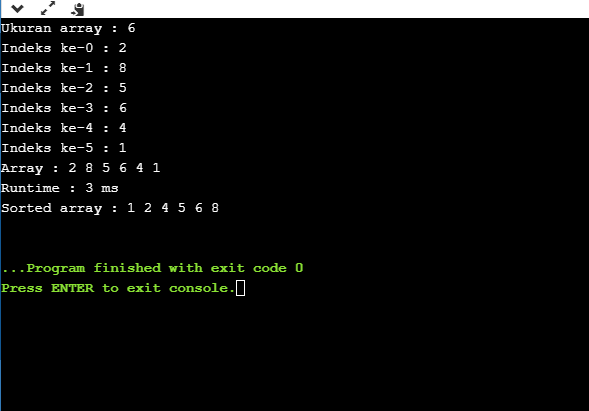 Ukuran array : 6
Indeks ke-0 : 2
Indeks ke-1 : 8
Indeks ke-2 : 5
Indeks ke-3 : 6
Indeks ke-4 : 4
Indeks ke-5 : 1
Array : 2 8 5 6 4 1
Runtime : 3 ms
Sorted array : 1 2 4 5 6 8
...Program finished with exit code 0
Press ENTER to exit console.